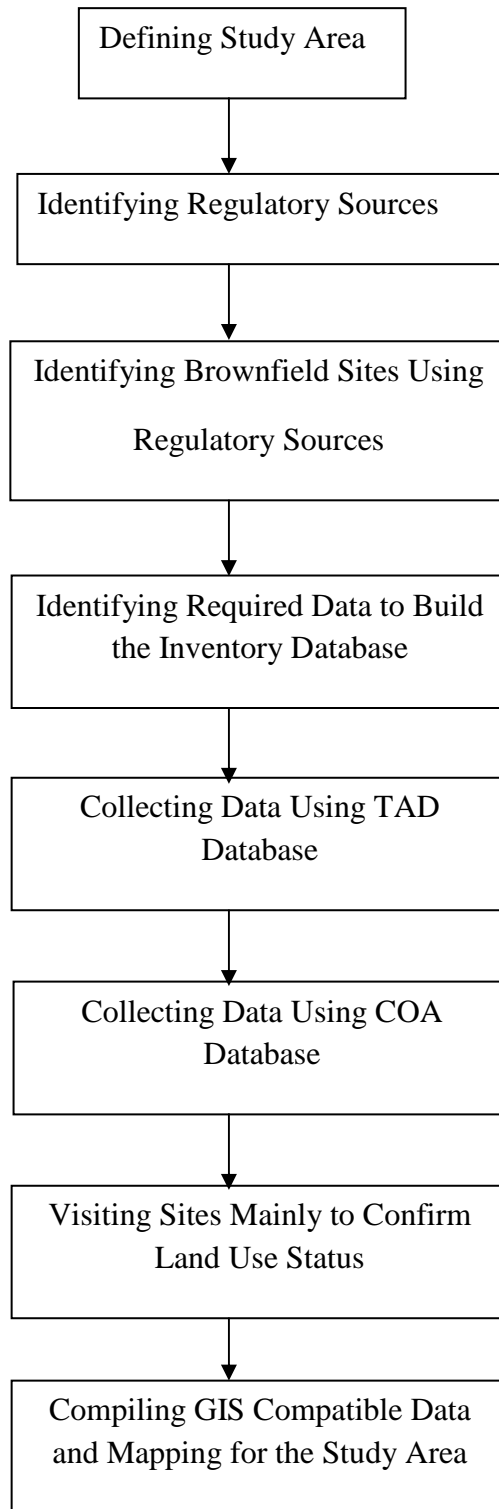 Defining Study Area
Identifying Regulatory Sources
Identifying Brownfield Sites Using
Regulatory Sources
Identifying Required Data to Build
the Inventory Database
Collecting Data Using TAD
Database
Collecting Data Using COA
Database
Visiting Sites Mainly to Confirm
Land Use Status
Compiling GIS Compatible Data
and Mapping for the Study Area